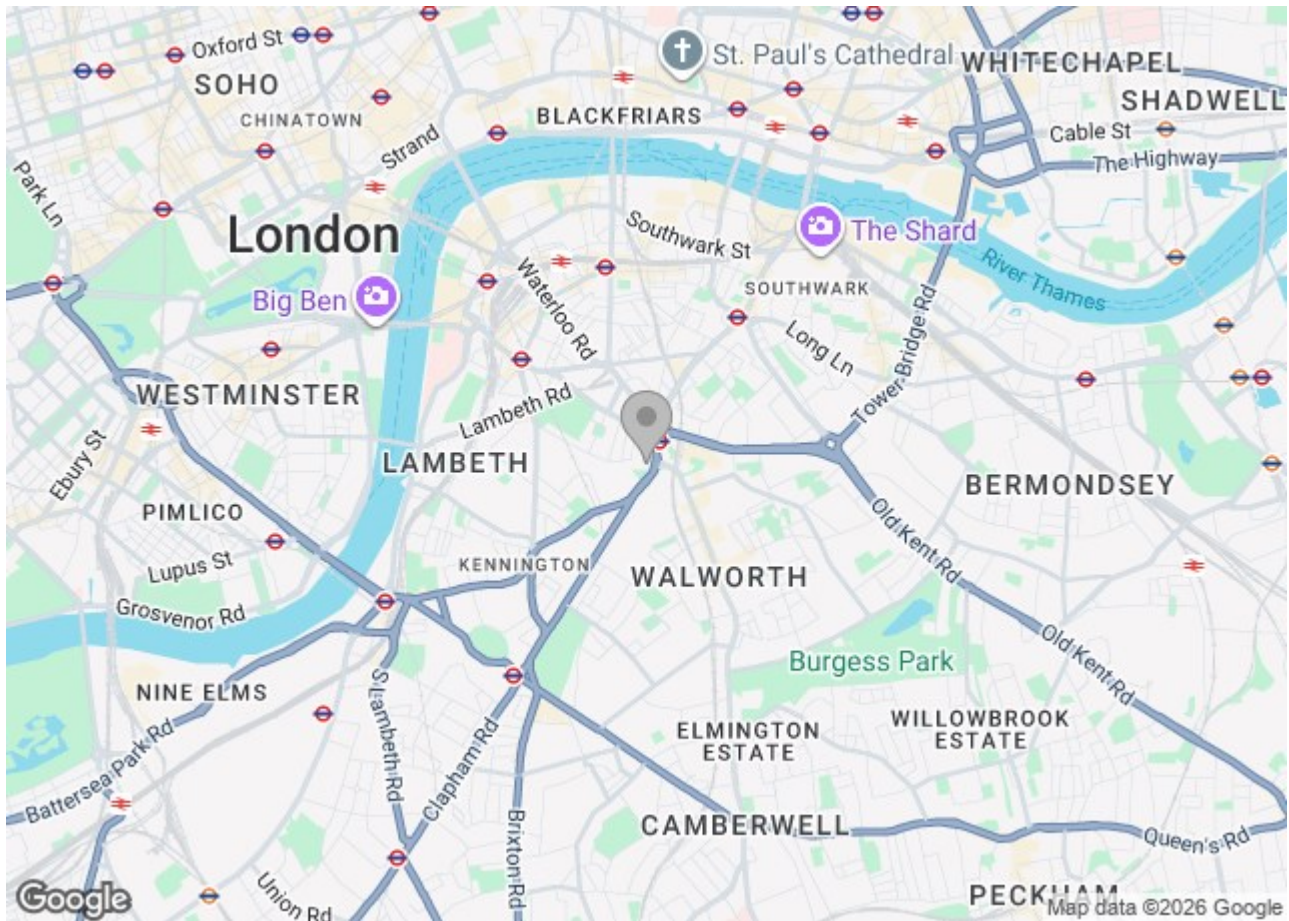 Oxford St
SOHO
CHINATOWN
Strand
BLACKFRIARS
St. Paul's Cathedral
WHITECHAPEL
SHADWELL
Cable St
The Highway
Park Ln
London
Big Ben
Waterloo Rd
Southwark St
The Shard
SOUTHWARK
River Thames
Long Ln
Tower Bridge Rd
WESTMINSTER
Ebury St
Lambeth Rd
LAMBETH
BERMONDSEY
PIMLICO
Lupus St
Grosvenor Rd
KENNINGTON
WALWORTH
Old Kent Rd
Old Kent Rd
Burgess Park
NINE ELMS
S Lambeth Rd
Clapham Rd
Battersea Park Rd
ELMINGTON
ESTATE
WILLOWBROOK
ESTATE
Brixton Rd
CAMBERWELL
Queen's Rd
Union Rd
PECKHAM
Google
Map data ©2026 Google